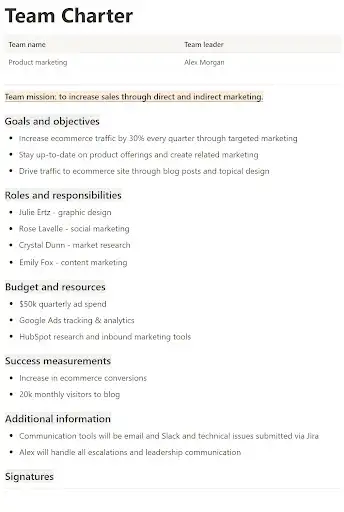 Team Charter
Team name Team leader
Product marketing Alex Morgan
Team mission: to increase sales through direct and indirect marketing.
Goals and objectives
• Increase ecommerce traffic by 30% every quarter through targeted marketing
• Stay up-to-date on product offerings and create related marketing
• Drive traffic to ecommerce site through blog posts and topical design
Roles and responsibilities
• Julie Ertz - graphic design
• Rose Lavelle - social marketing
• Crystal Dunn - market research
• Emily Fox - content marketing
Budget and resources
• $50k quarterly ad spend
• Google Ads tracking & analytics
• HubSpot research and inbound marketing tools
Success measurements
• Increase in ecommerce conversions
• 20k monthly visitors to blog
Additional information
• Communication tools will be email and Slack and technical issues submitted via Jira
• Alex will handle all escalations and leadership communication
Signatures